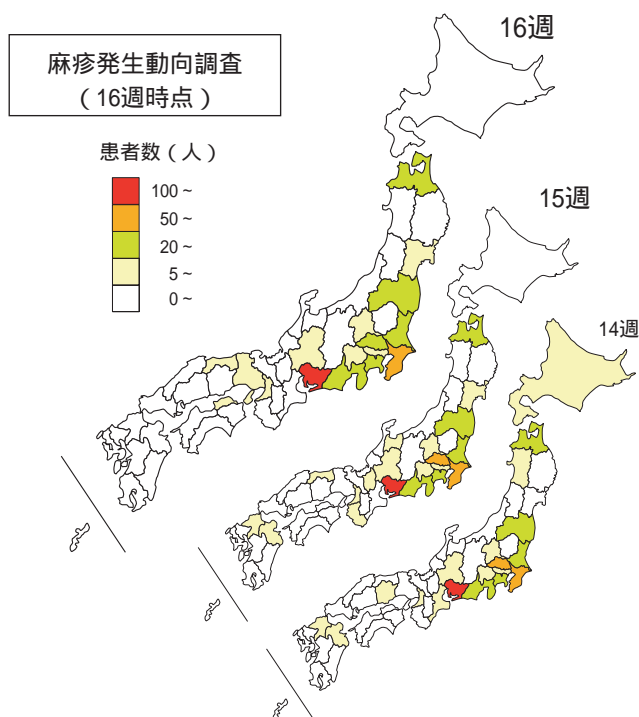 麻疹発生動向調査
（16週時点）
患者数（人）
100～
50～
20～
5～
0～
16週
15週
14週